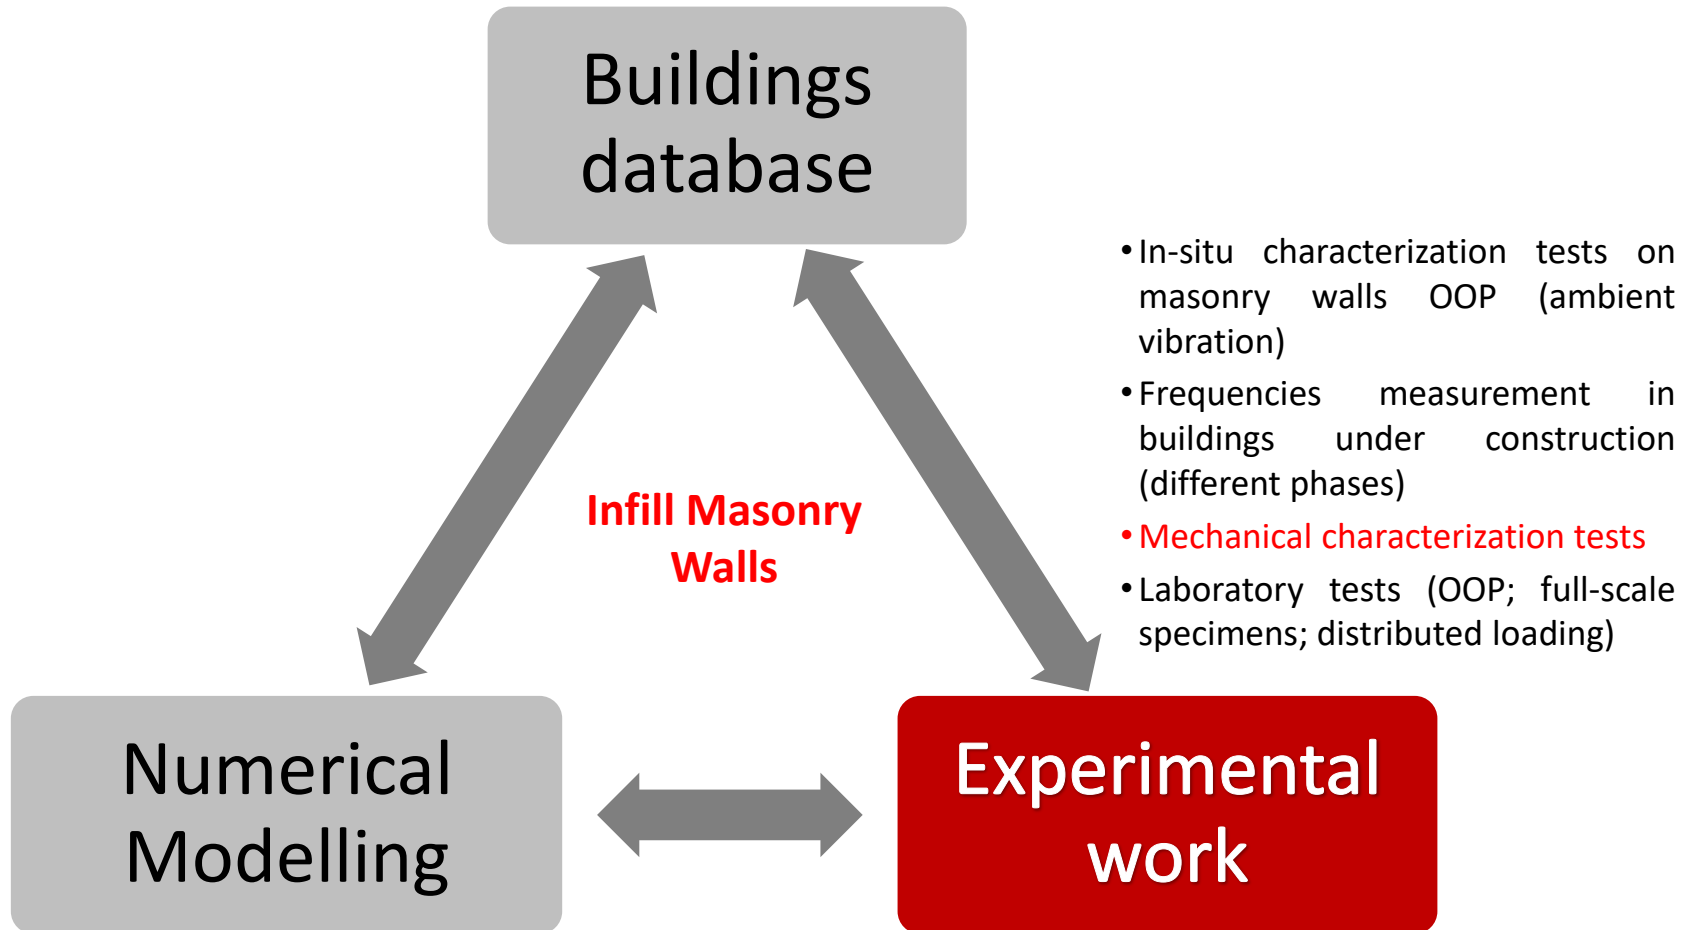 Buildings
database
• In-situ characterization tests on
masonry walls OOP (ambient
vibration)
• Frequencies measurement in
buildings under construction
(different phases)
• Mechanical characterization tests
• Laboratory tests (OOP; full-scale
specimens; distributed loading)
Infill Masonry
Walls
Numerical
Modelling
Experimental
work